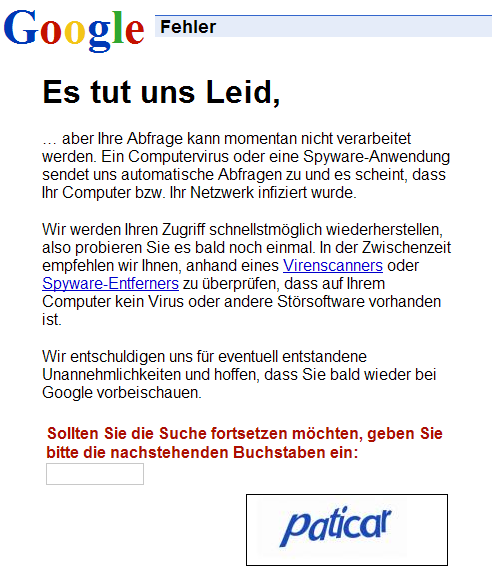 Google Fehler
Es tut uns Leid,
… aber Ihre Abfrage kann momentan nicht verarbeitet
werden. Ein Computervirus oder eine Spyware-Anwendung
sendet uns automatische Abfragen zu und es scheint, dass
Ihr Computer bzw. Ihr Netzwerk infiziert wurde.
Wir werden Ihren Zugriff schnellstmöglich wiederherstellen,
also probieren Sie es bald noch einmal. In der Zwischenzeit
empfehlen wir Ihnen, anhand eines Virenscanners oder
Spyware-Entferners zu überprüfen, dass auf Ihrem
Computer kein Virus oder andere Störsoftware vorhanden
ist.
Wir entschuldigen uns für eventuell entstandene
Unannehmlichkeiten und hoffen, dass Sie bald wieder bei
Google vorbeischauen.
Sollten Sie die Suche fortsetzen möchten, geben Sie
bitte die nachstehenden Buchstaben ein:
paticar